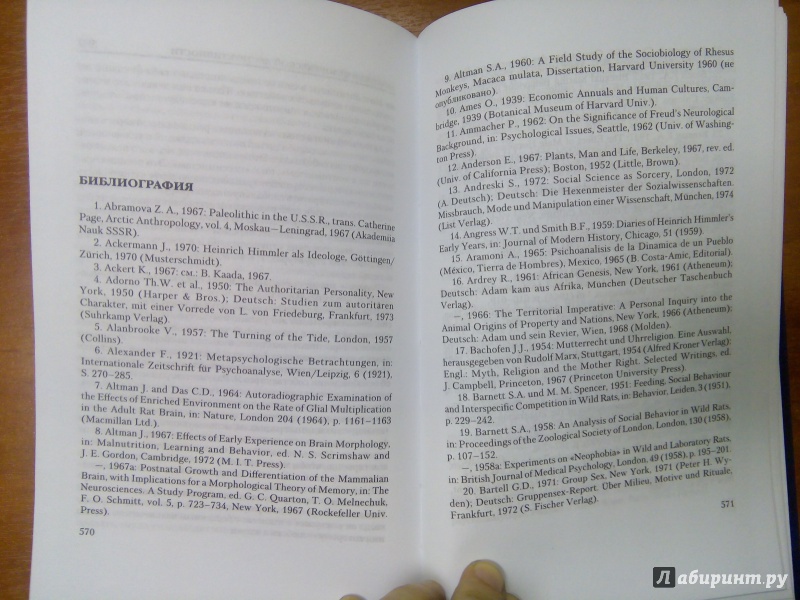 БИБЛИОГРАФИЯ
1. Abramova Z. A., 1967: Paleolithic in the U.S.S.R., trans. Catherine
Page, Arctic Anthropology, vol. 4, Moskau—Leningrad, 1967 (Akademiia
Nauk SSSR).
2. Ackermann J., 1970: Heinrich Himmler als Ideologe, Göttingen/
Zürich, 1970 (Musterschmidt).
3. Ackert K., 1967: см.: B. Kaada, 1967.
4. Adorno Th.W. et al., 1950: The Authoritarian Personality, New
York, 1950 (Harper & Bros.); Deutsch: Studien zum autoritären
Charakter, mit einer Vorrede von L. von Friedeburg, Frankfurt, 1973
(Suhrkamp Verlag).
5. Alanbrooke V., 1957: The Turning of the Tide, London, 1957
(Collins).
6. Alexander F., 1921: Metapsychologische Betrachtungen, in:
Internationale Zeitschrift für Psychoanalyse, Wien/Leipzig, 6 (1921),
S. 270–285.
7. Altman J. and Das C.D., 1964: Autoradiographic Examination of
the Effects of Enriched Environment on the Rate of Glial Multiplication
in the Adult Rat Brain, in: Nature, London 204 (1964), p. 1161–1163
(Macmillan Ltd.).
8. Altman J., 1967: Effects of Early Experience on Brain Morphology,
in: Malnutrition, Learning and Behavior, ed. N. S. Scrimshaw and
J. E. Gordon, Cambridge, 1972 (M. I. T. Press).
—, 1967a: Postnatal Growth and Differentiation of the Mammalian
Brain, with Implications for a Morphological Theory of Memory, in: The
Neurosciences. A Study Program, ed. G. C. Quarton, T. O. Melnechuk,
F. O. Schmitt, vol. 5, p. 723–734, New York, 1967 (Rockefeller Univ.
Press).
570
9. Altman S.A., 1960: A Field Study of the Sociobiology of Rhesus
Monkeys, Macaca mulata, Dissertation, Harvard University 1960 (не
опубликовано).
10. Ames O., 1939: Economic Annuals and Human Cultures, Cam-
bridge, 1939 (Botanical Museum of Harvard Univ.).
11. Ammacher P., 1962: On the Significance of Freud's Neurological
Background, in: Psychological Issues, Seattle, 1962 (Univ. of Washing-
ton Press).
12. Anderson E., 1967: Plants, Man and Life, Berkeley, 1967, rev. ed.
(Univ. of California Press); Boston, 1952 (Little, Brown).
13. Andreski S., 1972: Social Science as Sorcery, London, 1972
(A. Deutsch); Deutsch: Die Hexenmeister der Sozialwissenschaften.
Missbrauch, Mode und Manipulation einer Wissenschaft, München, 1974
(List Verlag).
14. Angress W.T. und Smith B.F., 1959: Diaries of Heinrich Himmler's
Early Years, in: Journal of Modern History, Chicago, 51 (1959).
15. Aramoni A., 1965: Psichoanalisis de la Dinamica de un Pueblo
(México, Tierra de Hombres), Mexico, 1965 (B. Costa-Amic, Editorial).
16. Ardrey R., 1961: African Genesis, New York, 1961 (Atheneum);
Deutsch: Adam kam aus Afrika, München (Deutscher Taschenbuch
Verlag).
—, 1966: The Territorial Imperative: A Personal Inquiry into the
Animal Origins of Property and Nations, New York, 1966 (Atheneum);
Deutsch: Adam und sein Revier, Wien, 1968 (Molden).
17. Bachofen J.J., 1954: Mutterrecht und Uhrreligion. Eine Auswahl,
herausgegeben von Rudolf Marx, Stuttgart, 1954 (Alfred Kroner Verlag);
Engl.: Myth, Religion and the Mother Right. Selected Writings, ed.
J. Campbell, Princeton, 1967 (Princeton University Press).
18. Barnett S.A. und M. M. Spencer, 1951: Feeding, Social Behaviour
and Interspecific Competition in Wild Rats, in: Behavior, Leiden, 3 (1951),
p. 229–242.
19. Barnett S.A., 1958: An Analysis of Social Behavior in Wild Rats,
in: Proceedings of the Zoological Society of London, London, 130 (1958),
p. 107–152.
—, 1958a: Experiments on «Neophobia» in Wild and Laboratory Rats,
in: British Journal of Medical Psychology, London, 49 (1958), p. 195–201.
20. Bartell G.D., 1971: Group Sex, New York, 1971 (Peter H. Wy-
den); Deutsch: Gruppensex-Report. Über Milieu, Motive und Rituale,
Frankfurt, 1972 (S. Fischer Verlag).
571
Лабиринт.ру